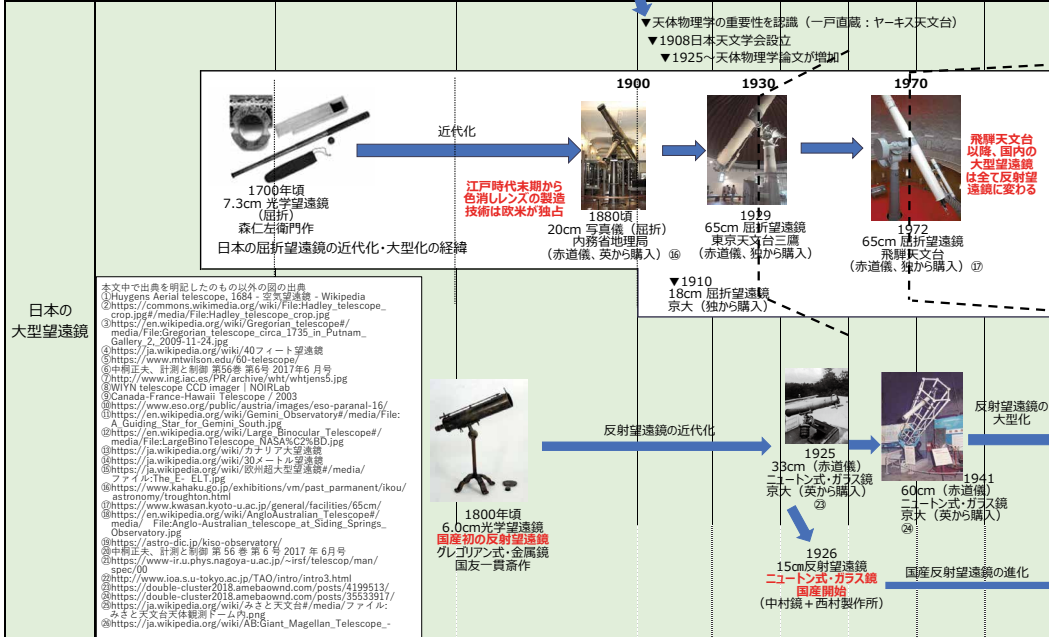 ▼天体物理学の重要性を認識（一戸直蔵：ヤーキス天文台）
▼1908日本天文学会設立
▼1925～天体物理学論文が増加
1900
1930
1970
近代化
1700年頃
7.3cm 光学望遠鏡
（屈折）
森仁左衛門作
日本の屈折望遠鏡の近代化・大型化の経緯
江戸時代末期から
色消しレンズの製造
技術は欧米が独占
1880頃
20cm 写真儀（屈折）
内務省地理局
（赤道儀、英から購入）⑯
1929
65cm 屈折望遠鏡
東京天文台三鷹
（赤道儀、独から購入）
1972
65cm 屈折望遠鏡
飛騨天文台
（赤道儀、独から購入）⑰
飛騨天文台
以降、国内の
大型望遠鏡
は全て反射望
遠鏡に変わる
▼1910
18cm 屈折望遠鏡
京大（独から購入）
日本の
大型望遠鏡
本文中で出典を明記したのもの以外の図の出典
①Huygens Aerial telescope, 1684 - 空気望遠鏡 - Wikipedia
②https://commons.wikimedia.org/wiki/File:Hadley_telescope_
crop.jpg#/media/File:Hadley_telescope_crop.jpg
③https://en.wikipedia.org/wiki/Gregorian_telescope#/
media/File:Gregorian_telescope_circa_1735_in_Putnam_
Gallery_2,_2009-11-24.jpg
④https://ja.wikipedia.org/wiki/40フィート望遠鏡
⑤https://www.mtwilson.edu/60-telescope/
⑥中桐正夫、計測と制御 第56巻 第6号 2017年6 月号
⑦http://www.ing.iac.es/PR/archive/wht/whtjens5.jpg
⑧WIYN telescope CCD imager | NOIRLab
⑨Canada-France-Hawaii Telescope / 2003
⑩https://www.eso.org/public/austria/images/eso-paranal-16/
⑪https://en.wikipedia.org/wiki/Gemini_Observatory#/media/File:
A_Guiding_Star_for_Gemini_South.jpg
⑫https://en.wikipedia.org/wiki/Large_Binocular_Telescope#/
media/File:LargeBinoTelescope_NASA%C2%BD.jpg
⑬https://ja.wikipedia.org/wiki/カナリア大望遠鏡
⑭https://ja.wikipedia.org/wiki/30メートル望遠鏡
⑮https://ja.wikipedia.org/wiki/欧州超大型望遠鏡#/media/
ファイル:The_E- ELT.jpg
⑯https://www.kahaku.go.jp/exhibitions/vm/past_parmanent/ikou/
astronomy/troughton.html
⑰https://www.kwasan.kyoto-u.ac.jp/general/facilities/65cm/
⑱https://en.wikipedia.org/wiki/AngloAustralian_Telescope#/
media/ File:Anglo-Australian_telescope_at_Siding_Springs_
Observatory.jpg
⑲https://astro-dic.jp/kiso-observatory/
⑳中桐正夫、計測と制御 第 56 巻 第 6 号 2017 年 6月号
㉑https://www-ir.u.phys.nagoya-u.ac.jp/~irsf/telescop/man/
spec/00
㉒http://www.ioa.s.u-tokyo.ac.jp/TAO/intro/intro3.html
㉓https://double-cluster2018.amebaownd.com/posts/4199513/
㉔https://double-cluster2018.amebaownd.com/posts/35533917/
㉕https://ja.wikipedia.org/wiki/みさと天文台#/media/ファイル:
みさと天文台天体観測ドーム内.png
㉖https://ja.wikipedia.org/wiki/AB:Giant_Magellan_Telescope_-
1800年頃
6.0cm光学望遠鏡
国産初の反射望遠鏡
グレゴリアン式・金属鏡
国友一貫斎作
反射望遠鏡の近代化
1925
33cm（赤道儀）
ニュートン式・ガラス鏡
京大（英から購入）
㉓
1941
60cm（赤道儀）
ニュートン式・ガラス鏡
京大（英から購入）
㉔
反射望遠鏡の
大型化
1926
15㎝反射望遠鏡
ニュートン式・ガラス鏡
国産開始
（中村鏡＋西村製作所）
国産反射望遠鏡の進化